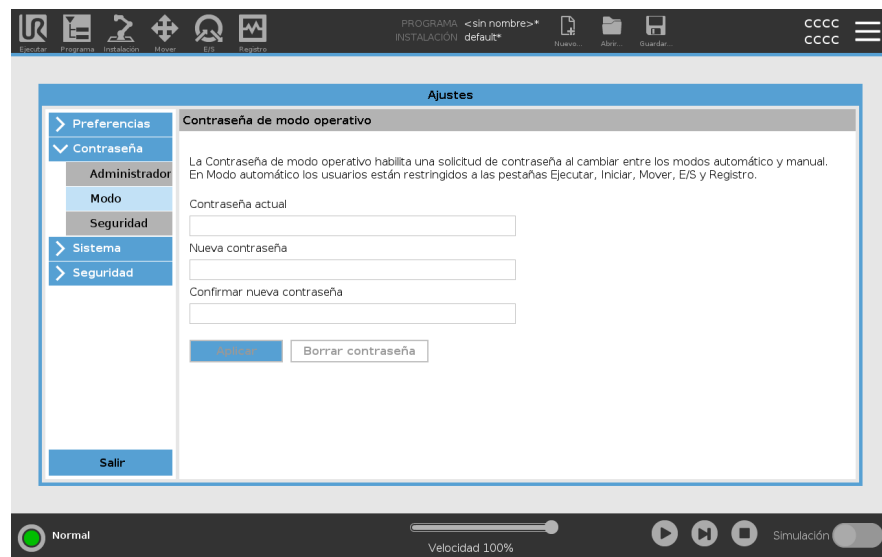 PROGRAMA <sin nombre>*
INSTALACIÓN default*
CCCC
CCCC
Ejecutar Programa Instalación Mover E/S Registro
Nuevo... Abrir... Guardar...
Ajustes
Preferencias
Contraseña
Administrador
Modo
Seguridad
Sistema
Seguridad
Salir
Contraseña de modo operativo
La Contraseña de modo operativo habilita una solicitud de contraseña al cambiar entre los modos automático y manual.
En Modo automático los usuarios están restringidos a las pestañas Ejecutar, Iniciar, Mover, E/S y Registro.
Contraseña actual
Nueva contraseña
Confirmar nueva contraseña
Aplicar Borrar contraseña
Normal
Velocidad 100%
Simulación